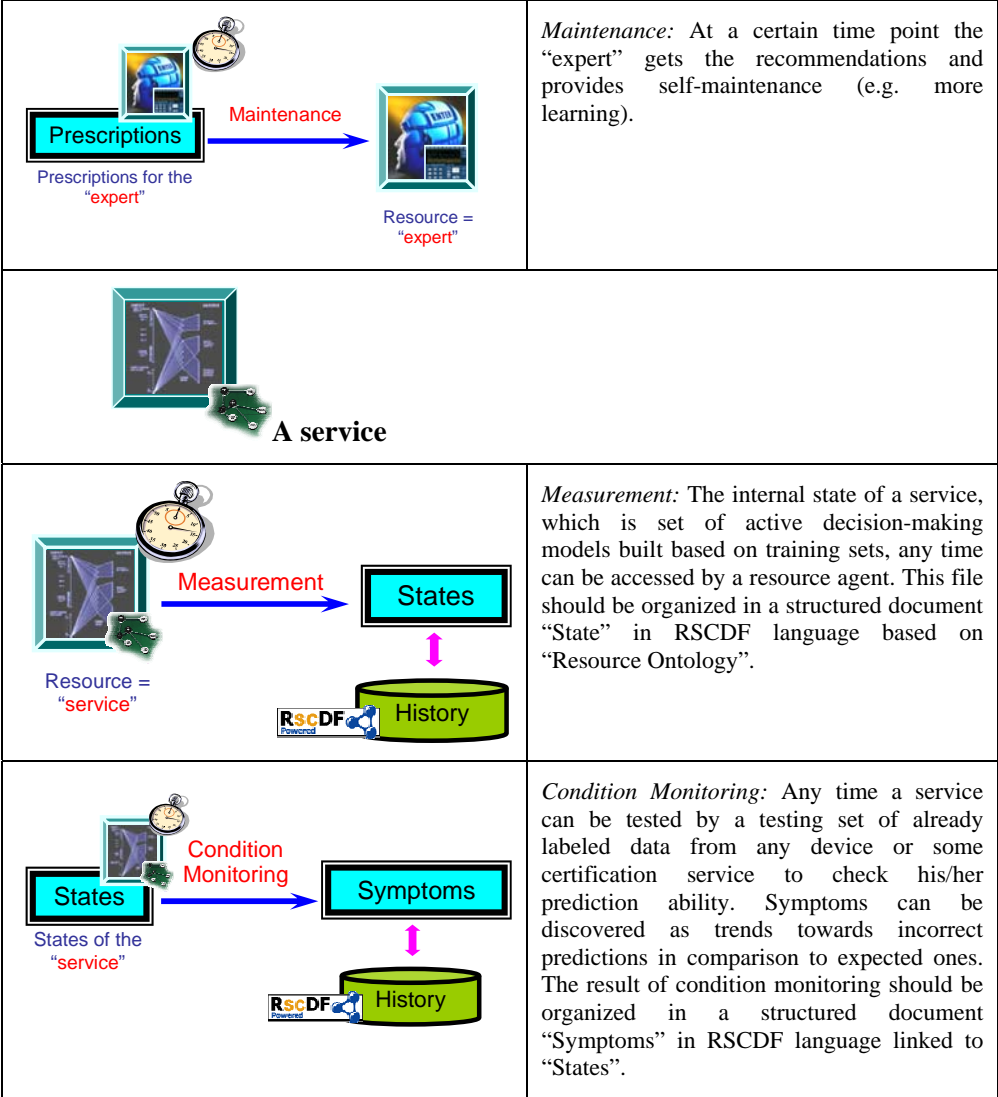 Prescriptions
Maintenance
Prescriptions for the
“expert”
ENTER
Resource =
“expert”
Maintenance: At a certain time point the
“expert” gets the recommendations and
provides self-maintenance (e.g. more
learning).
A service
Measurement
States
Resource =
“service”
RscDF
Powered
History
Measurement: The internal state of a service,
which is set of active decision-making
models built based on training sets, any time
can be accessed by a resource agent. This file
should be organized in a structured document
“State” in RSCDF language based on
“Resource Ontology”.
Condition
Monitoring
States
Symptoms
States of the
“service”
RscDF
Powered
History
Condition Monitoring: Any time a service
can be tested by a testing set of already
labeled data from any device or some
certification service to check his/her
prediction ability. Symptoms can be
discovered as trends towards incorrect
predictions in comparison to expected ones.
The result of condition monitoring should be
organized in a structured document
“Symptoms” in RSCDF language linked to
“States”.